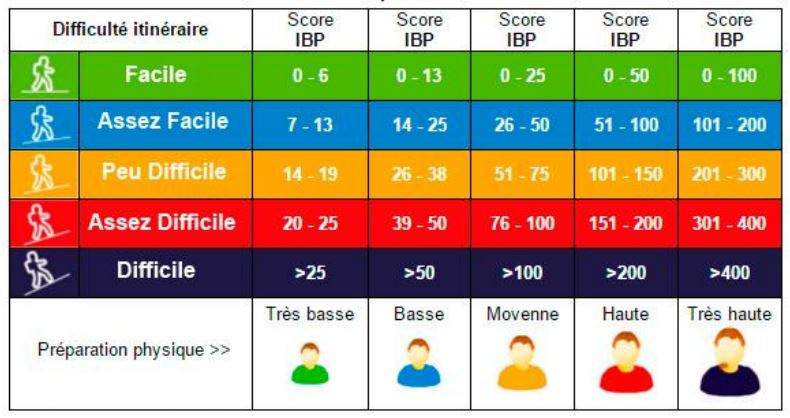 Difficulté itinéraire Score IBP Score IBP Score IBP Score IBP Score IBP
Facile 0 - 6 0 - 13 0 - 25 0 - 50 0 - 100
Assez Facile 7 - 13 14 - 25 26 - 50 51 - 100 101 - 200
Peu Difficile 14 - 19 26 - 38 51 - 75 101 - 150 201 - 300
Assez Difficile 20 - 25 39 - 50 76 - 100 151 - 200 301 - 400
Difficile >25 >50 >100 >200 >400
Préparation physique >> Très basse Basse Movenne Haute Très haute